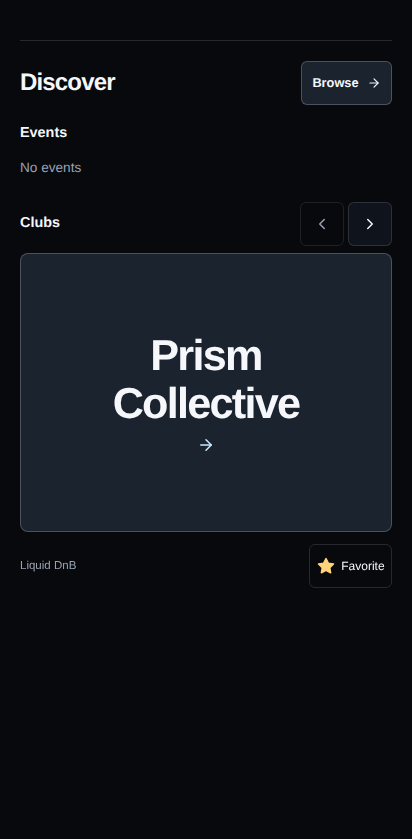 Discover
Browse
Events
No events
Clubs
Prism
Collective
Liquid DnB
Favorite